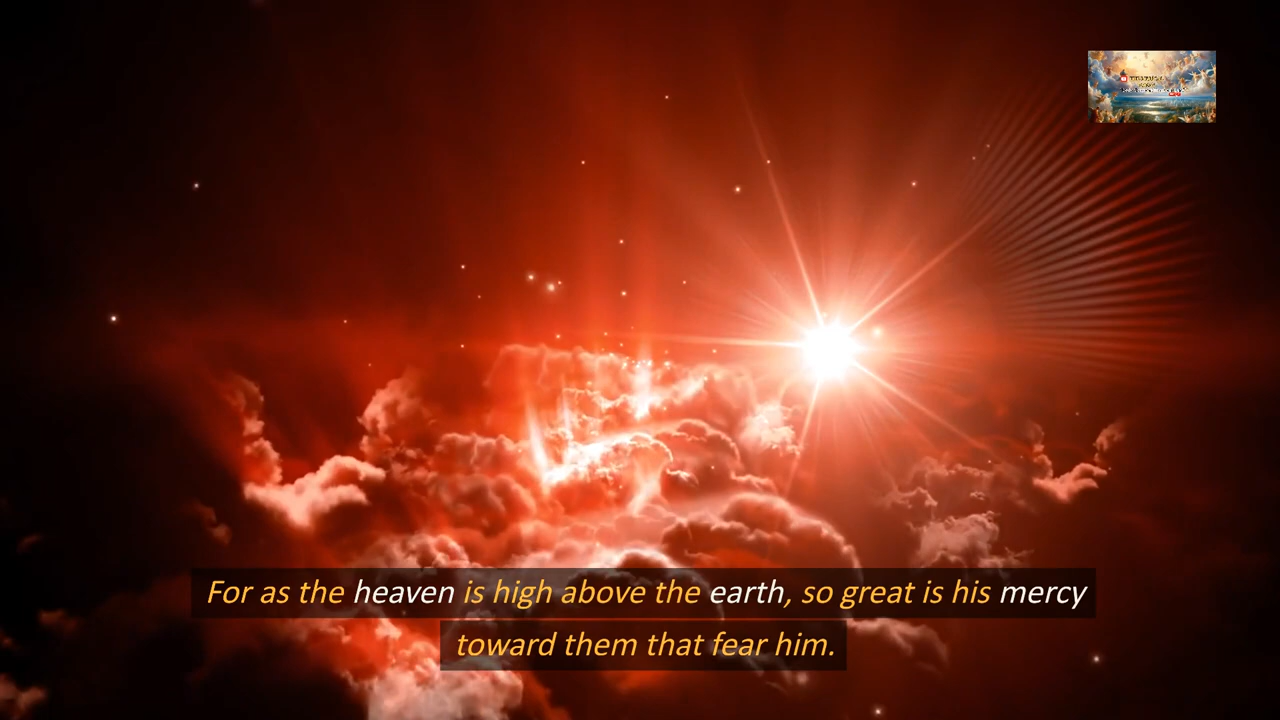 For as the heaven is high above the earth, so great is his mercy
toward them that fear him.